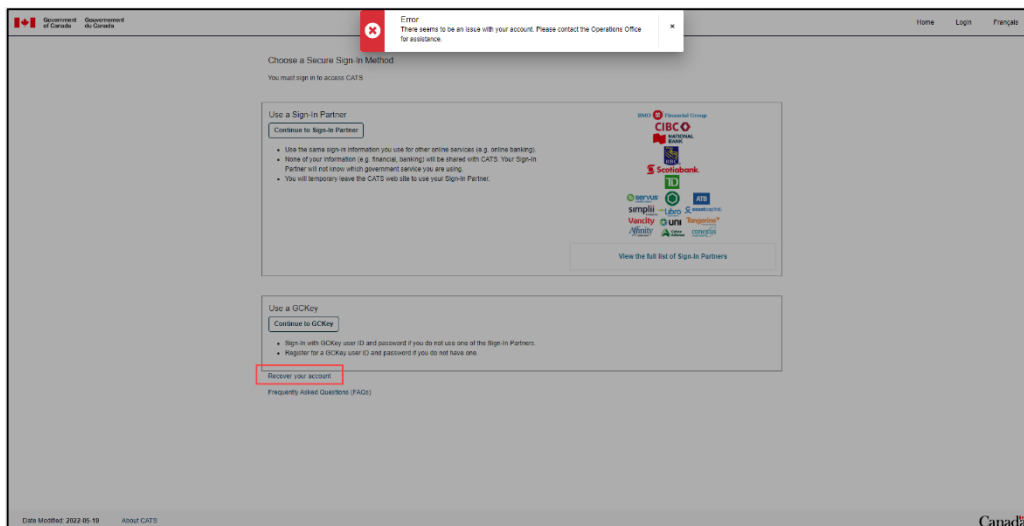 Government
of Canada
Gouvernement
du Canada
Error
There seems to be an issue with your account. Please contact the Operations Office
for assistance.
×
Home
Login
Français
Choose a Secure Sign-In Method
You must sign in to access CATS
Use a Sign-In Partner
Continue to Sign-In Partner
Use the same sign-in information you use for other online services (e.g. online banking).
None of your information (e.g. financial, banking) will be shared with CATS. Your Sign-In
Partner will not know which government service you are using.
You will temporary leave the CATS web site to use your Sign-In Partner.
BMO Financial Group
CIBC
NATIONAL
BANK
RBC
Scotiabank
TD
servus
ATB
simplii
Libro
coastcapital
Vancity
UNI
Tangerine
Affinity
conexus
View the full list of Sign-In Partners
Use a GCKey
Continue to GCKey
Sign-In with GCKey user ID and password if you do not use one of the Sign-In Partners.
Register for a GCKey user ID and password if you do not have one.
Recover your account
Frequently Asked Questions (FAQs)
Date Modified: 2022-05-19
About CATS
Canada